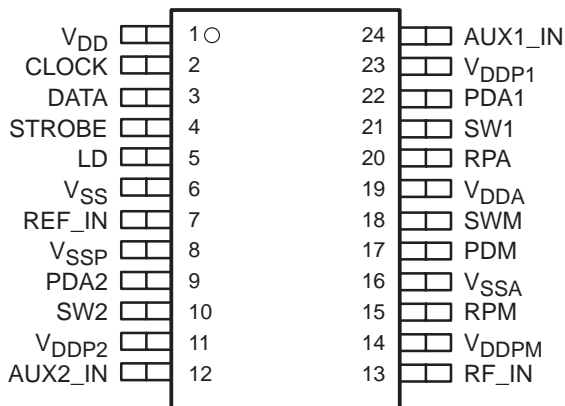 VDD 1 24 AUX1_IN
CLOCK 2 23 VDDP1
DATA 3 22 PDA1
STROBE 4 21 SW1
LD 5 20 RPA
VSS 6 19 VDDA
REF_IN 7 18 SWM
VSSP 8 17 PDM
PDA2 9 16 VSSA
SW2 10 15 RPM
VDDP2 11 14 VDDPM
AUX2_IN 12 13 RF_IN